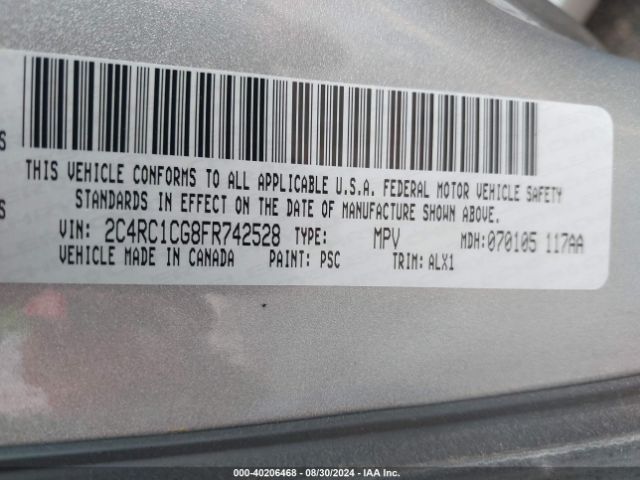 S
THIS VEHICLE CONFORMS TO ALL APPLICABLE U.S.A. FEDERAL MOTOR VEHICLE SAFETY
S
STANDARDS IN EFFECT ON THE DATE OF MANUFACTURE SHOWN ABOVE.
VIN: 2C4RC1CG8FR742528 TYPE: MPV MDH:070105 117AA
VEHICLE MADE IN CANADA PAINT: PSC TRIM: ALX1
000-40206468 - 08/30/2024 - IAA Inc.